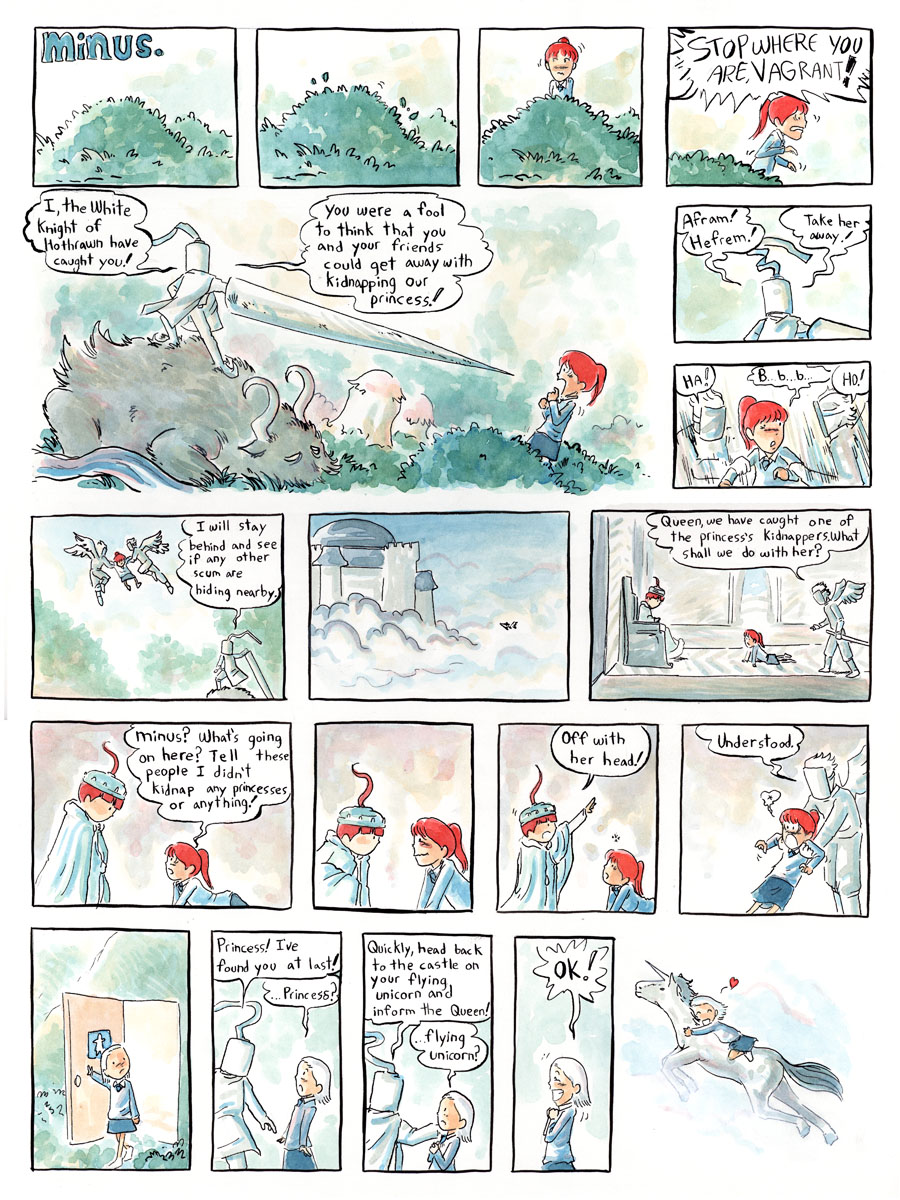 minus.
STOP WHERE YOU
ARE, VAGRANT!
I, the White
Knight of
Hothrawn have
caught you!
You were a fool
to think that you
and your friends
could get away with
kidnapping our
princess!
Afram!
Hefrem!
Take her
away!
HA!
B...b...b...
HO!
I will stay
behind and see
if any other
scum are
hiding nearby.
Queen, we have caught one of
the princess's kidnappers. What
shall we do with her?
minus? What's going
on here? Tell these
people I didn't
kidnap any princesses
or anything!
Off with
her head!
Understood.
Princess! I've
found you at last!
...Princess?
Quickly, head back
to the castle on
your flying
unicorn and
inform the Queen!
...flying
unicorn?
OK!